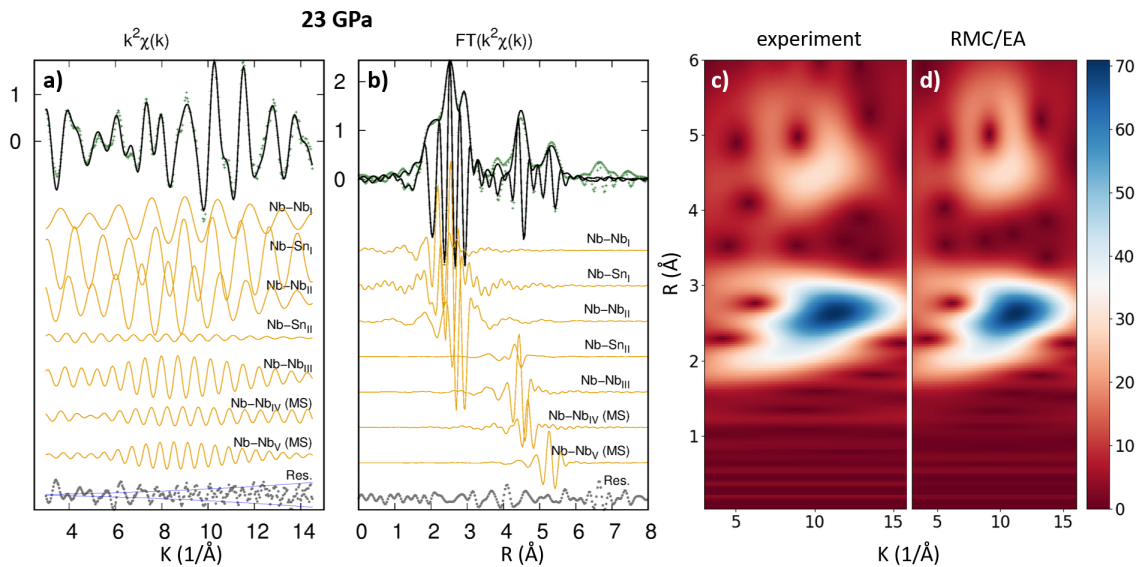 23 GPa
k²χ(k)
FT(k²χ(k))
experiment
RMC/EA
a)
1
0
Nb–Nb_I
Nb–Sn_I
Nb–Nb_II
Nb–Sn_II
Nb–Nb_III
Nb–Nb_IV (MS)
Nb–Nb_V (MS)
Res.
4 6 8 10 12 14
K (1/Å)
b)
2
1
0
Nb–Nb_I
Nb–Sn_I
Nb–Nb_II
Nb–Sn_II
Nb–Nb_III
Nb–Nb_IV (MS)
Nb–Nb_V (MS)
Res.
0 1 2 3 4 5 6 7 8
R (Å)
c)
d)
6
5
4
3
2
1
R (Å)
5 10
5 10 15
K (1/Å)
70
60
50
40
30
20
10
0